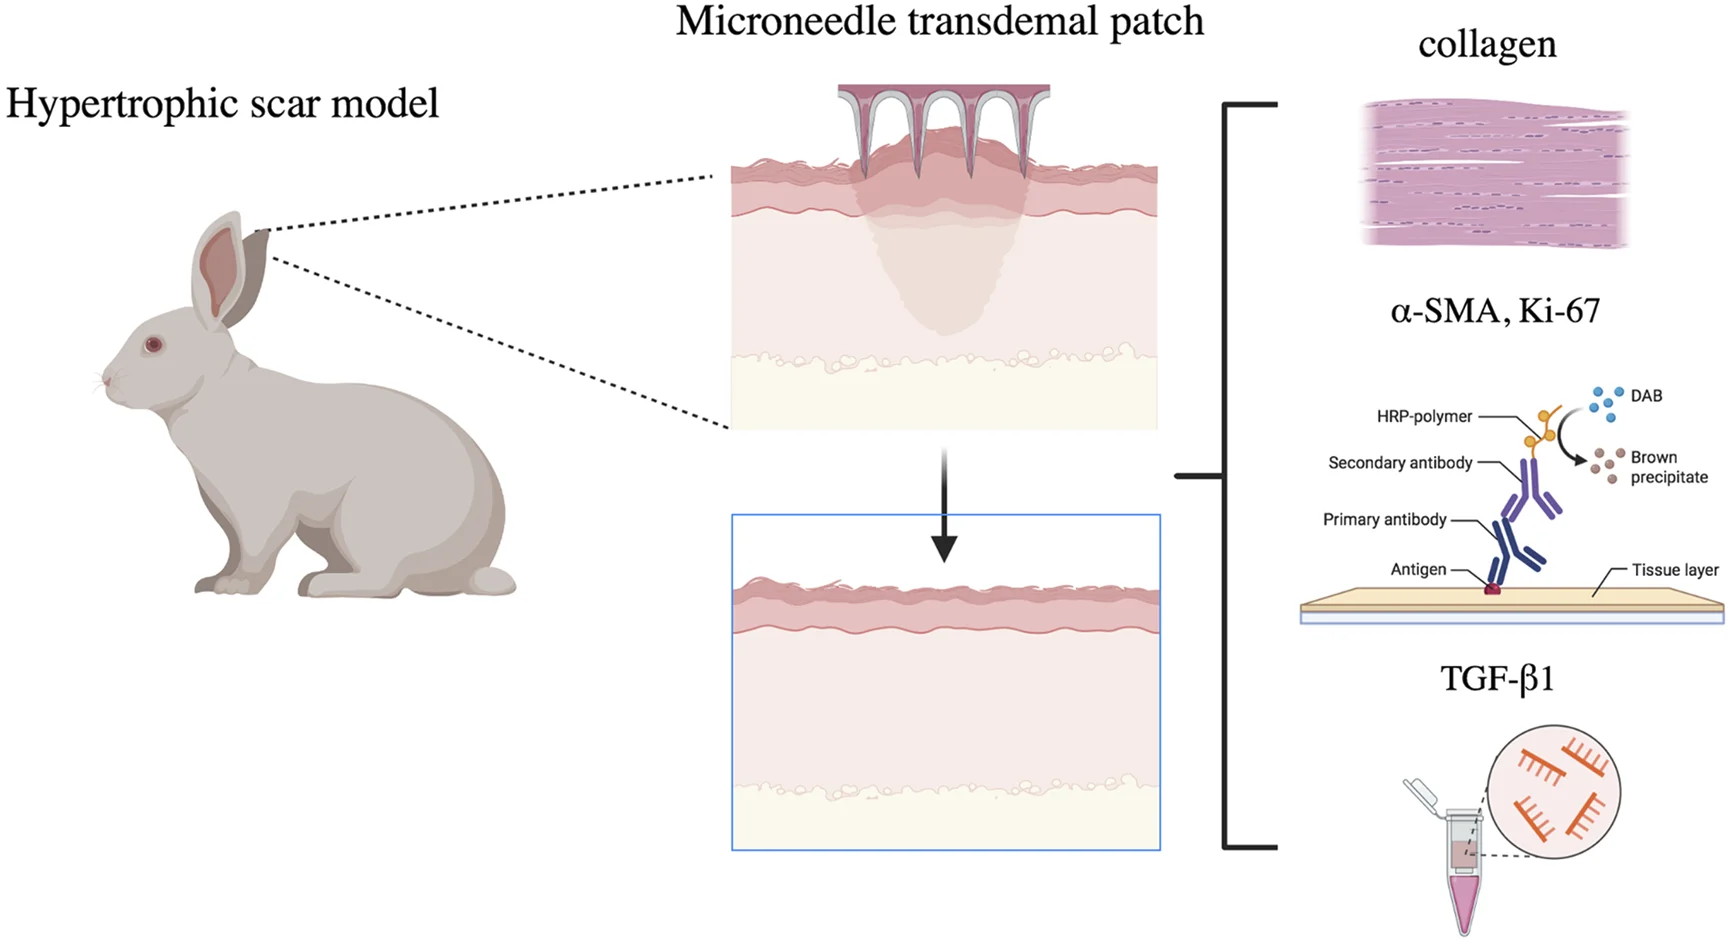 Microneedle transdemal patch
Hypertrophic scar model
collagen
α-SMA, Ki-67
DAB
HRP-polymer
Brown
precipitate
Secondary antibody
Primary antibody
Antigen
Tissue layer
TGF-β1